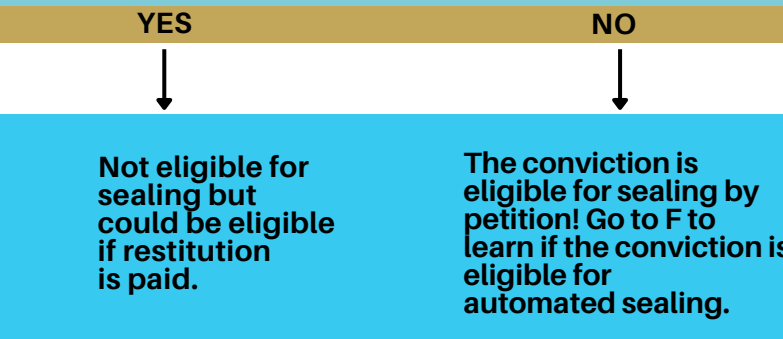 YES
NO
Not eligible for
sealing but
could be eligible
if restitution
is paid.
The conviction is
eligible for sealing by
petition! Go to F to
learn if the conviction is
eligible for
automated sealing.